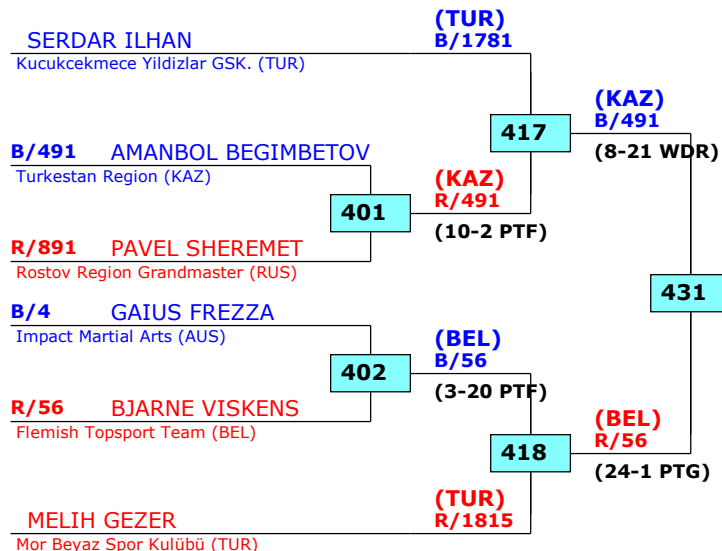 (TUR)
SERDAR ILHAN B/1781
Kucukcekmece Yildizlar GSK. (TUR)
(KAZ)
417 B/491
(8-21 WDR)
B/491 AMANBOL BEGIMBETOV
Turkestan Region (KAZ)
(KAZ)
401 R/491
(10-2 PTF)
R/891 PAVEL SHEREMET
Rostov Region Grandmaster (RUS)
431
B/4 GAIUS FREZZA
Impact Martial Arts (AUS)
(BEL)
402 B/56
(3-20 PTF)
R/56 BJARNE VISKENS
Flemish Topsport Team (BEL)
(BEL)
418 R/56
(24-1 PTG)
(TUR)
MELIH GEZER R/1815
Mor Beyaz Spor Kulübü (TUR)